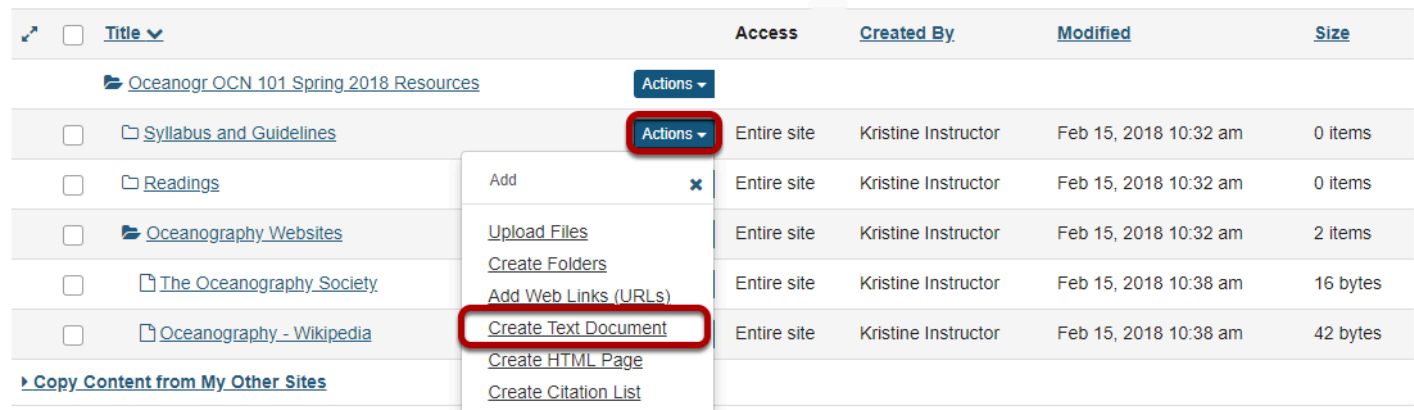 Title Access Created By Modified Size
Oceanogr OCN 101 Spring 2018 Resources Actions
Syllabus and Guidelines Actions Entire site Kristine Instructor Feb 15, 2018 10:32 am 0 items
Add
Readings Entire site Kristine Instructor Feb 15, 2018 10:32 am 0 items
Upload Files
Oceanography Websites Entire site Kristine Instructor Feb 15, 2018 10:32 am 2 items
Create Folders
The Oceanography Society Entire site Kristine Instructor Feb 15, 2018 10:38 am 16 bytes
Add Web Links (URLs)
Create Text Document
Oceanography - Wikipedia Entire site Kristine Instructor Feb 15, 2018 10:38 am 42 bytes
Create HTML Page
Copy Content from My Other Sites
Create Citation List